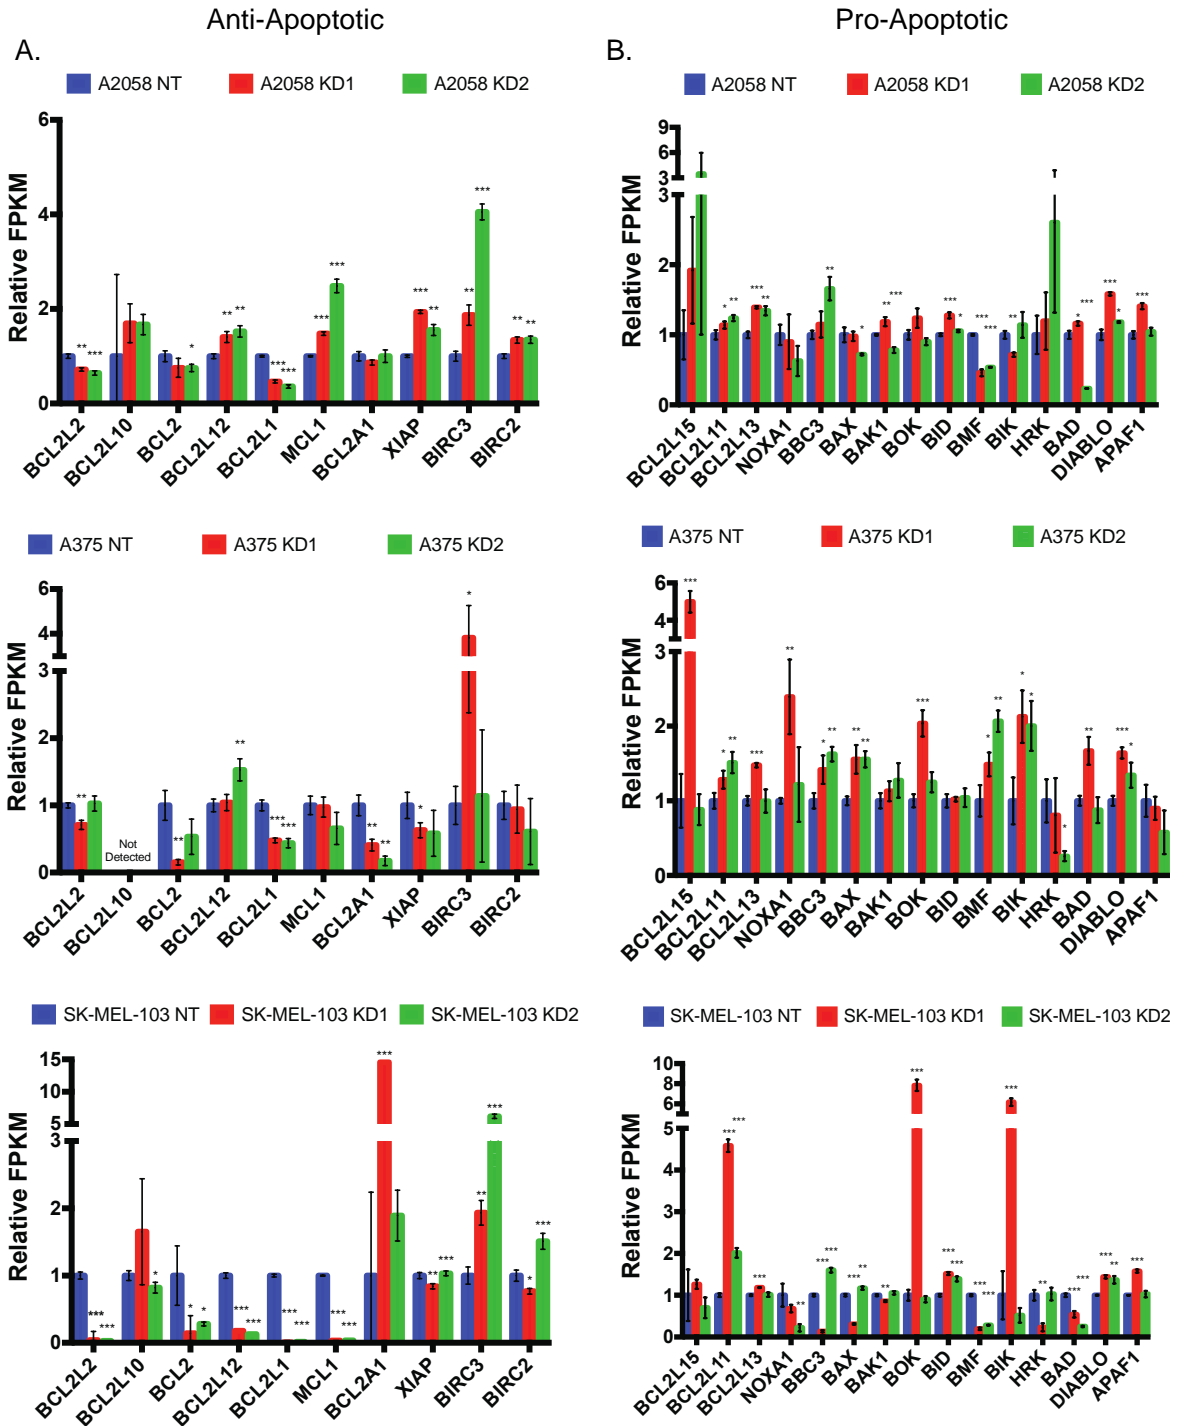 Anti-Apoptotic
Pro-Apoptotic
A.
B.
A2058 NT A2058 KD1 A2058 KD2
Relative FPKM
6
4
2
0
** *** * ** ** *** *** *** *** *** ** ** *** ** **
BCL2L2 BCL2L10 BCL2 BCL2L12 BCL2L1 MCL1 BCL2A1 XIAP BIRC3 BIRC2
A2058 NT A2058 KD1 A2058 KD2
Relative FPKM
9
6
3
3
2
1
0
* ** *** ** ** * ** *** *** * *** *** ** * *** *** * ***
BCL2L15 BCL2L11 BCL2L13 NOXA1 BBC3 BAX BAK1 BOK BID BMF BIK HRK BAD DIABLO APAF1
A375 NT A375 KD1 A375 KD2
Relative FPKM
6
4
3
2
1
0
** Not
Detected
** ** *** *** ** ** * *
BCL2L2 BCL2L10 BCL2 BCL2L12 BCL2L1 MCL1 BCL2A1 XIAP BIRC3 BIRC2
A375 NT A375 KD1 A375 KD2
Relative FPKM
6
4
3
2
1
0
*** * ** *** ** * ** ** ** *** * ** * * * ** *** *
BCL2L15 BCL2L11 BCL2L13 NOXA1 BBC3 BAX BAK1 BOK BID BMF BIK HRK BAD DIABLO APAF1
SK-MEL-103 NT SK-MEL-103 KD1 SK-MEL-103 KD2
Relative FPKM
15
10
5
3
2
1
0
*** *** * * * *** *** *** *** *** ** *** ** *** * ***
BCL2L2 BCL2L10 BCL2 BCL2L12 BCL2L1 MCL1 BCL2A1 XIAP BIRC3 BIRC2
SK-MEL-103 NT SK-MEL-103 KD1 SK-MEL-103 KD2
Relative FPKM
10
8
6
5
4
3
2
1
0
*** *** *** ** *** *** *** ** ** *** *** *** *** *** *** ** *** *** *** ** ***
BCL2L15 BCL2L11 BCL2L13 NOXA1 BBC3 BAX BAK1 BOK BID BMF BIK HRK BAD DIABLO APAF1